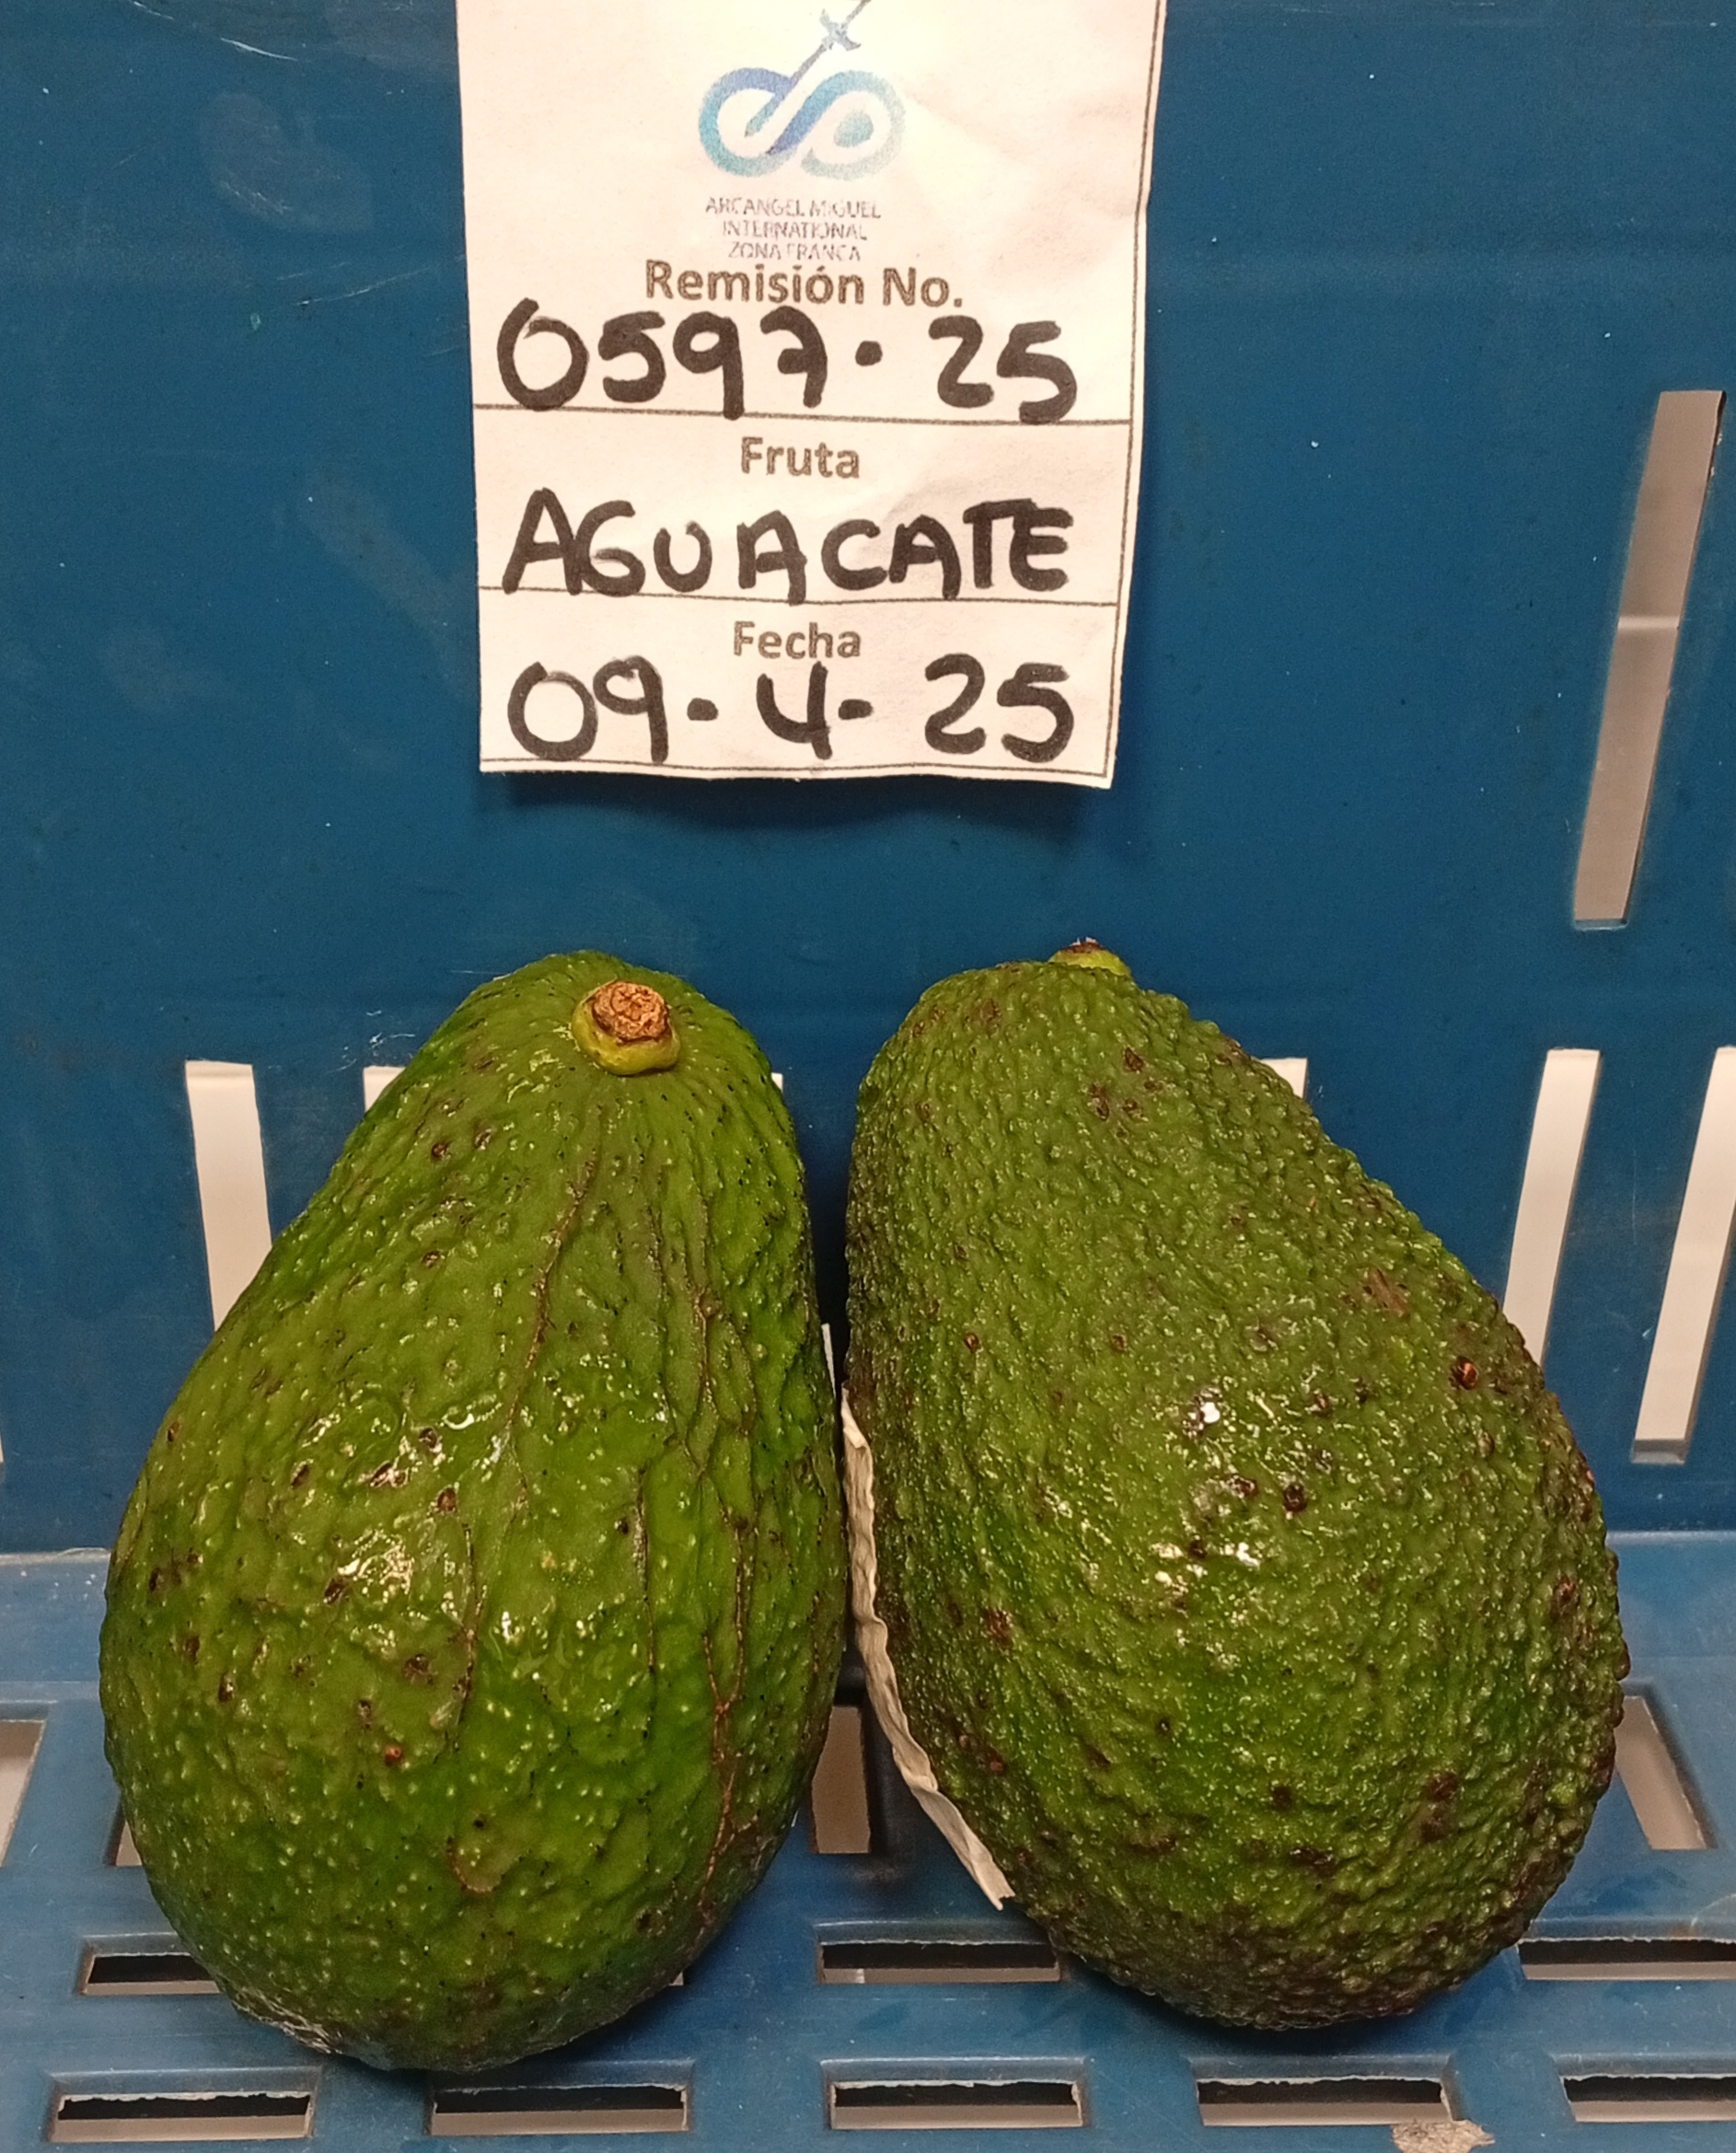 ARCANGEL MIGUEL
INTERNATIONAL
ZONA FRANCA
Remisión No.
0597. 25
Fruta
AGUACATE
Fecha
09-4-25